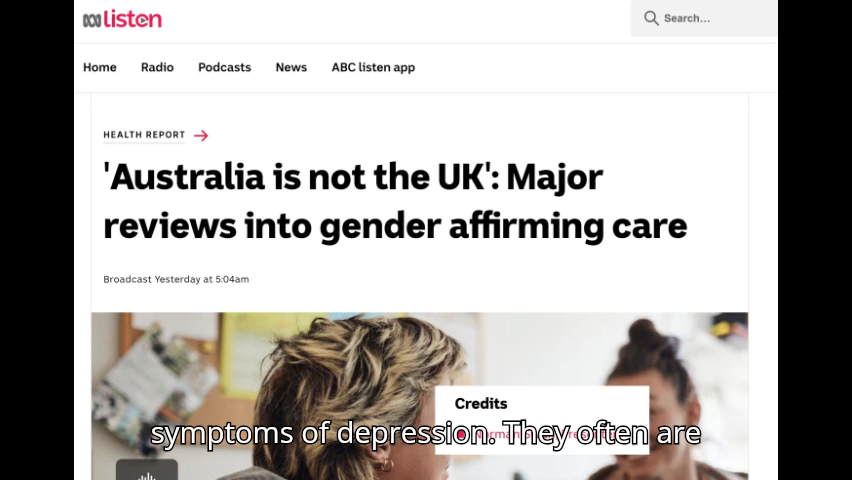 listen
Search...
Home Radio Podcasts News ABC listen app
HEALTH REPORT
'Australia is not the UK': Major
reviews into gender affirming care
Broadcast Yesterday at 5:04am
Credits
symptoms of depression. They often are